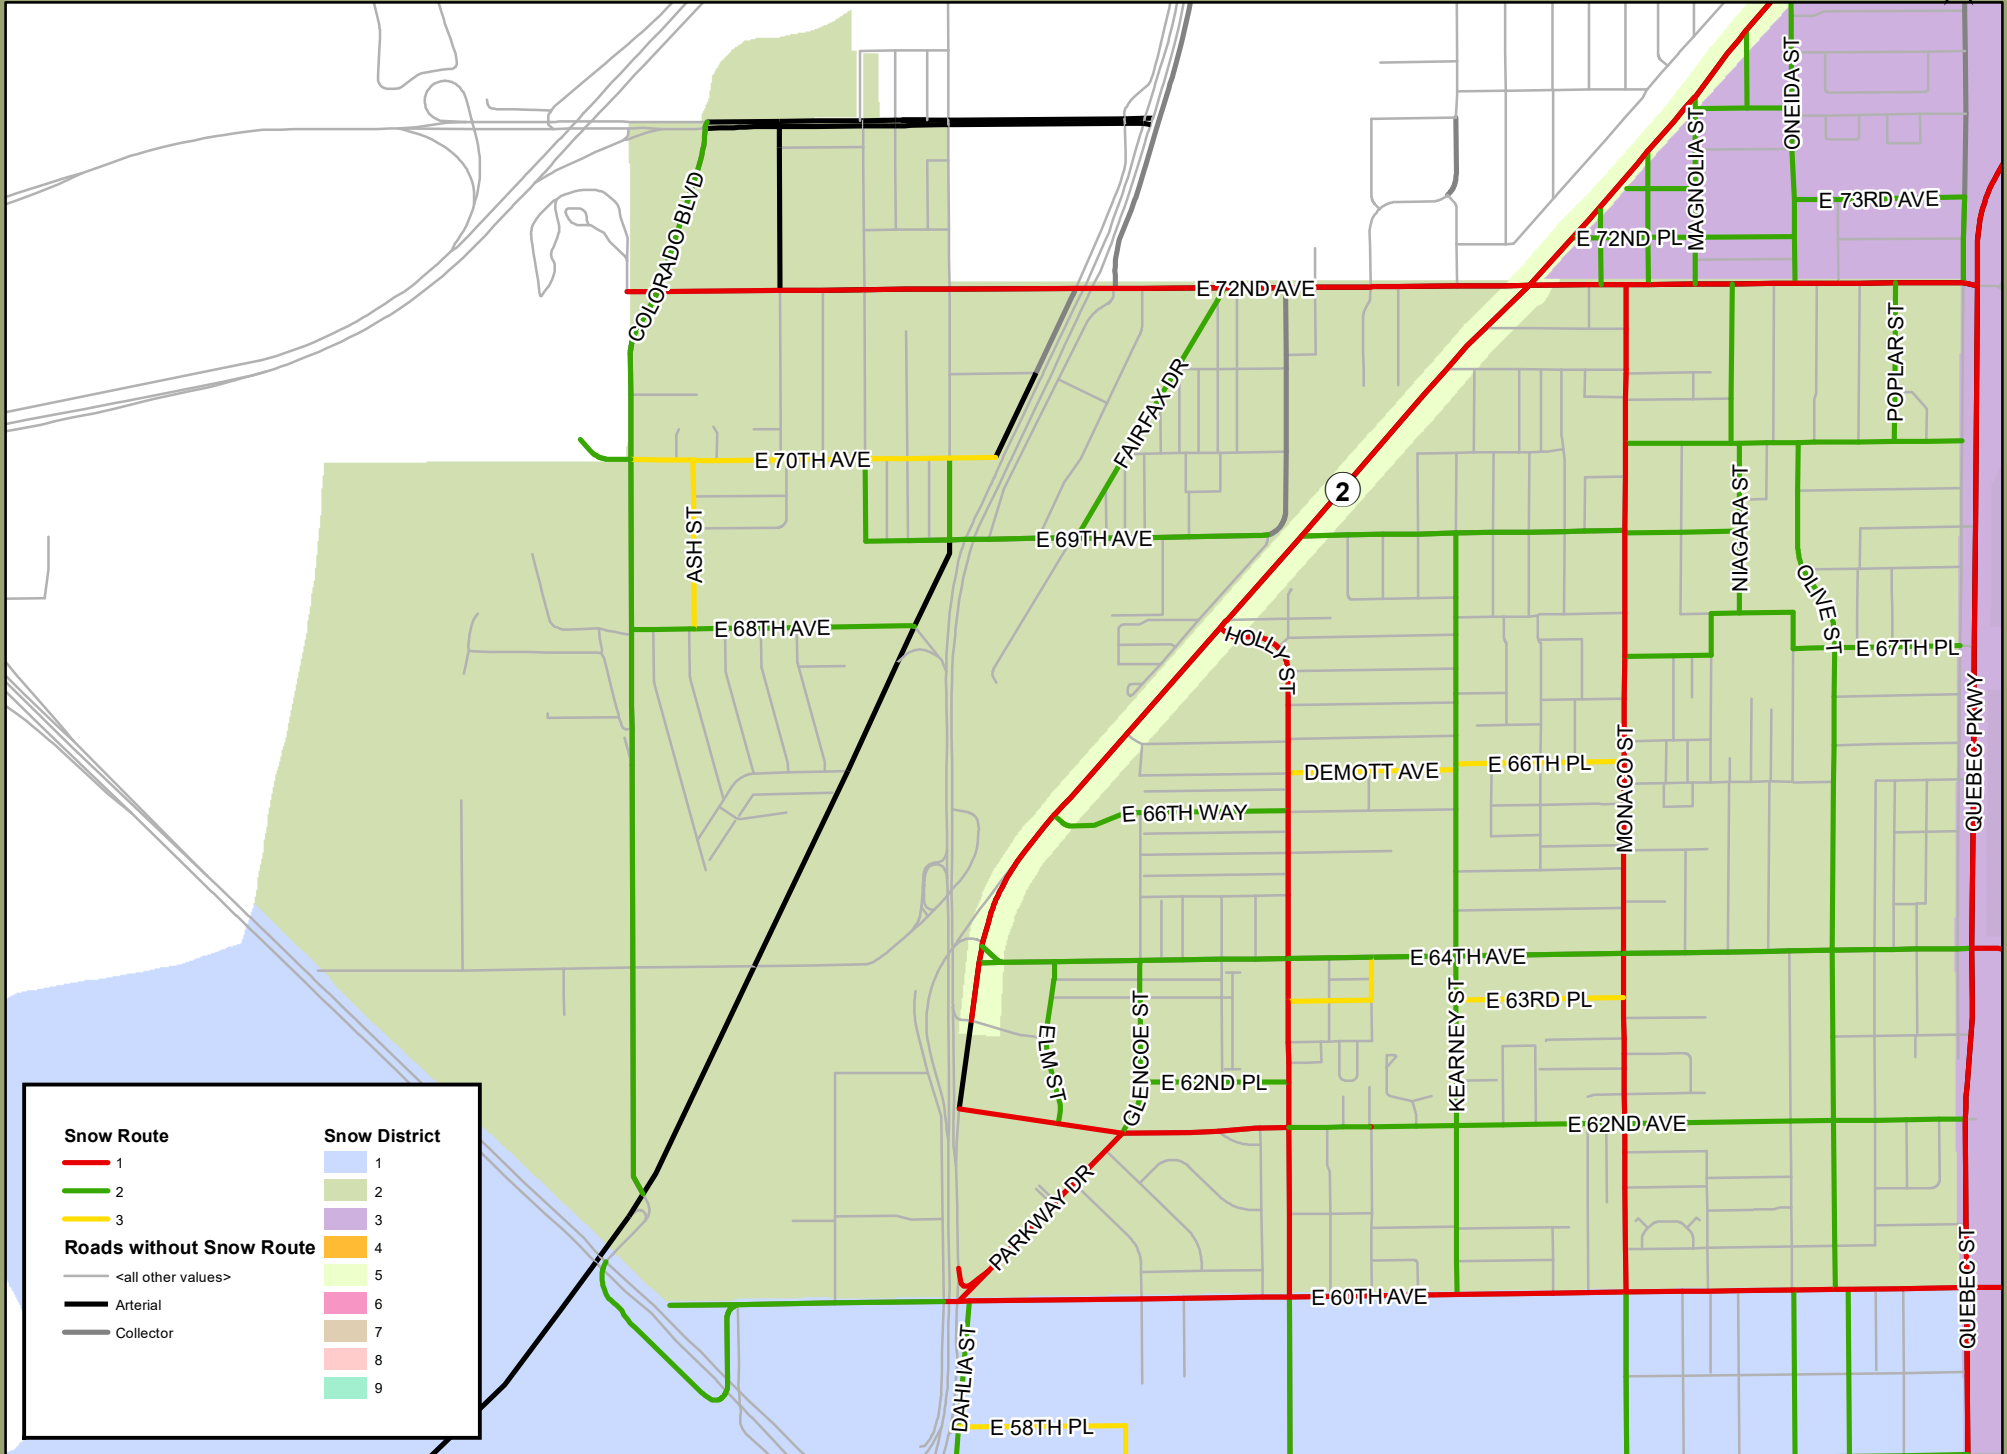 ONEIDA ST
MAGNOLIA ST
COLORADO BLVD
E 73RD AVE
E 72ND PL
E 72ND AVE
POPLAR ST
FAIRFAX DR
E 70TH AVE
2
NIAGARA ST
ASH ST
E 69TH AVE
OLIVE ST
E 68TH AVE
HOLLY ST
E 67TH PL
QUEBEC PKWY
MONACO ST
DEMOTT AVE
E 66TH PL
E 66TH WAY
E 64TH AVE
E 63RD PL
KEARNEY ST
GLENCOE ST
ELM ST
E 62ND PL
E 62ND AVE
PARKWAY DR
E 60TH AVE
QUEBEC ST
DAHLIA ST
E 58TH PL
Snow Route
1
2
3
Roads without Snow Route
<all other values>
Arterial
Collector
Snow District
1
2
3
4
5
6
7
8
9